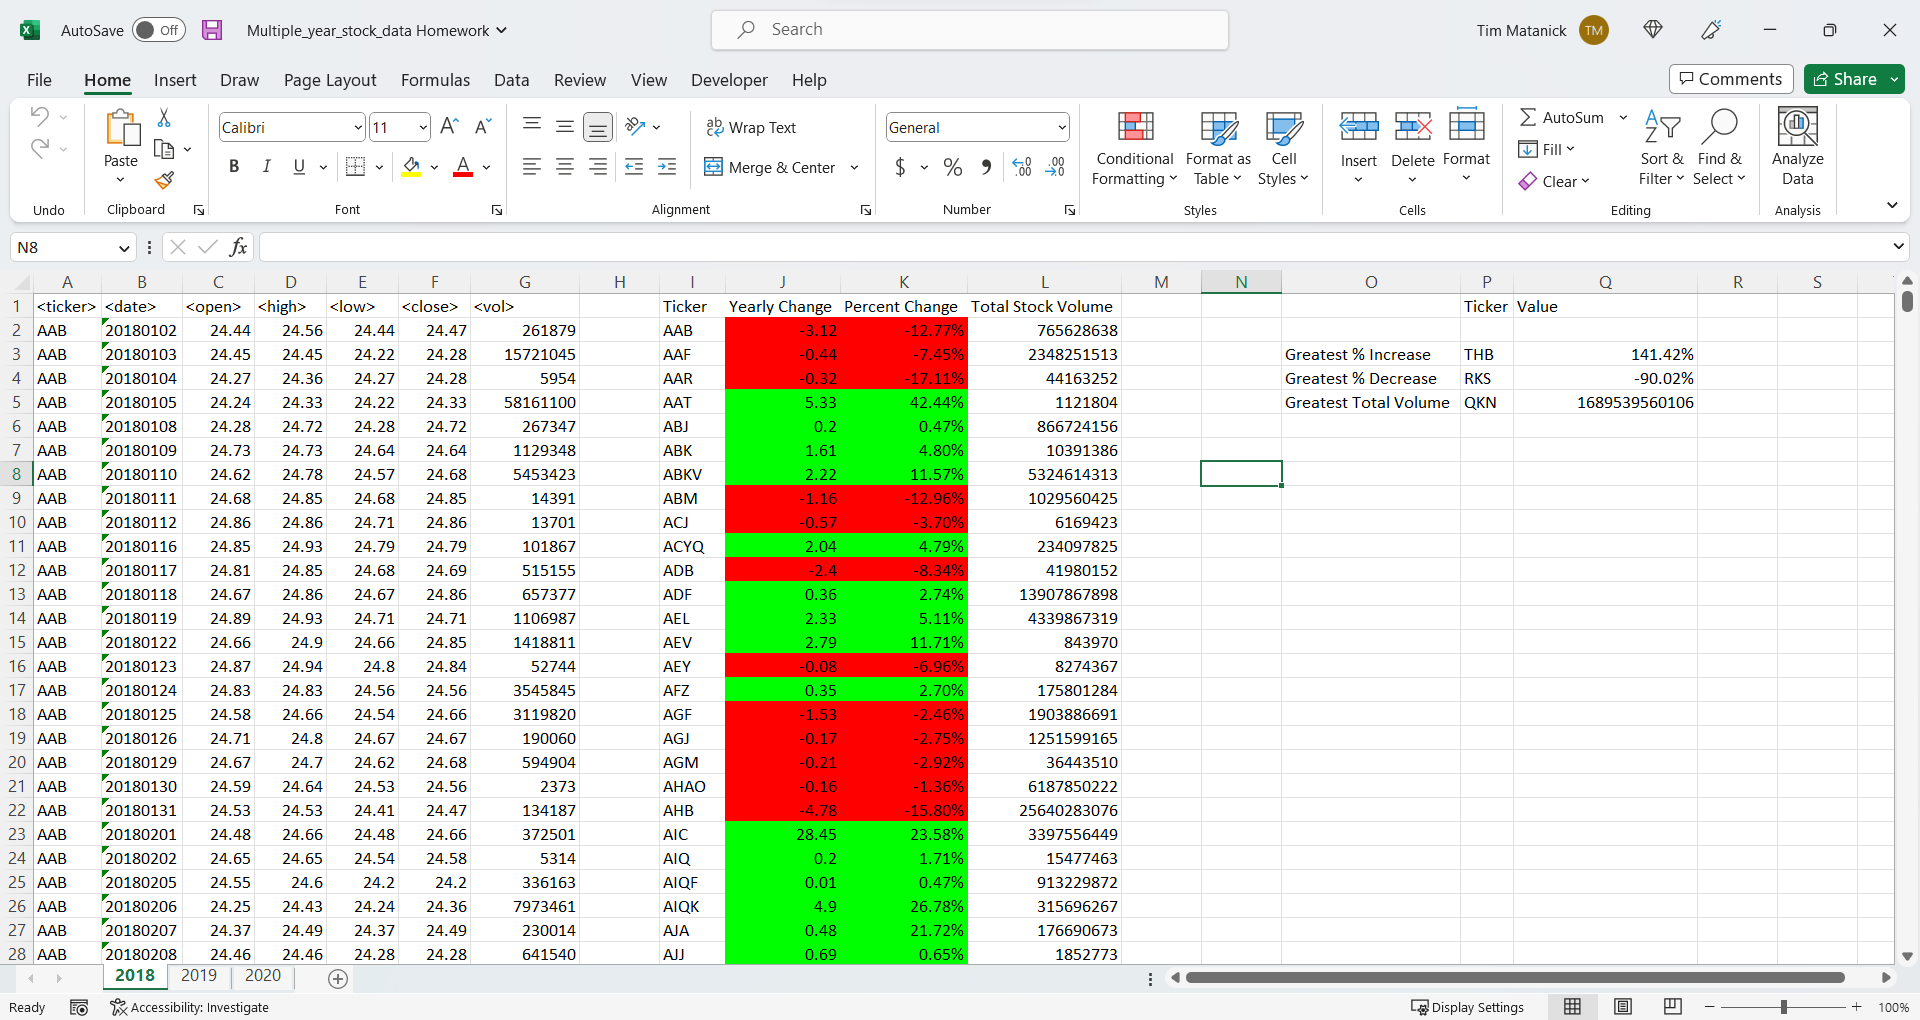 AutoSave Off Multiple_year_stock_data Homework Search Tim Matanick TM
File Home Insert Draw Page Layout Formulas Data Review View Developer Help Comments Share
Calibri 11 Wrap Text General AutoSum
Paste B I U A Merge & Center $ % Conditional Formatting Format as Table Cell Styles Insert Delete Format Fill Clear Sort & Filter Find & Select Analyze Data
Undo Clipboard Font Alignment Number Styles Cells Editing Analysis
N8 fx
A B C D E F G H I J K L M N O P Q R S
1 <ticker> <date> <open> <high> <low> <close> <vol> Ticker Yearly Change Percent Change Total Stock Volume Ticker Value
2 AAB 20180102 24.44 24.56 24.44 24.47 261879 AAB -3.12 -12.77% 765628638
3 AAB 20180103 24.45 24.45 24.22 24.28 15721045 AAF -0.44 -7.45% 2348251513 Greatest % Increase THB 141.42%
4 AAB 20180104 24.27 24.36 24.27 24.28 5954 AAR -0.32 -17.11% 44163252 Greatest % Decrease RKS -90.02%
5 AAB 20180105 24.24 24.33 24.22 24.33 58161100 AAT 5.33 42.44% 1121804 Greatest Total Volume QKN 1689539560106
6 AAB 20180108 24.28 24.72 24.28 24.72 267347 ABJ 0.2 0.47% 866724156
7 AAB 20180109 24.73 24.73 24.64 24.64 1129348 ABK 1.61 4.80% 10391386
8 AAB 20180110 24.62 24.78 24.57 24.68 5453423 ABKV 2.22 11.57% 5324614313
9 AAB 20180111 24.68 24.85 24.68 24.85 14391 ABM -1.16 -12.96% 1029560425
10 AAB 20180112 24.86 24.86 24.71 24.86 13701 ACJ -0.57 -3.70% 6169423
11 AAB 20180116 24.85 24.93 24.79 24.79 101867 ACYQ 2.04 4.79% 234097825
12 AAB 20180117 24.81 24.85 24.68 24.69 515155 ADB -2.4 -8.34% 41980152
13 AAB 20180118 24.67 24.86 24.67 24.86 657377 ADF 0.36 2.74% 13907867898
14 AAB 20180119 24.89 24.93 24.71 24.71 1106987 AEL 2.33 5.11% 4339867319
15 AAB 20180122 24.66 24.9 24.66 24.85 1418811 AEV 2.79 11.71% 843970
16 AAB 20180123 24.87 24.94 24.8 24.84 52744 AEY -0.08 -6.96% 8274367
17 AAB 20180124 24.83 24.83 24.56 24.56 3545845 AFZ 0.35 2.70% 175801284
18 AAB 20180125 24.58 24.66 24.54 24.66 3119820 AGF -1.53 -2.46% 1903886691
19 AAB 20180126 24.71 24.8 24.67 24.67 190060 AGJ -0.17 -2.75% 1251599165
20 AAB 20180129 24.67 24.7 24.62 24.68 594904 AGM -0.21 -2.92% 36443510
21 AAB 20180130 24.59 24.64 24.53 24.56 2373 AHAO -0.16 -1.36% 6187850222
22 AAB 20180131 24.53 24.53 24.41 24.47 134187 AHB -4.78 -15.80% 25640283076
23 AAB 20180201 24.48 24.66 24.48 24.66 372501 AIC 28.45 23.58% 3397556449
24 AAB 20180202 24.65 24.65 24.54 24.58 5314 AIQ 0.2 1.71% 15477463
25 AAB 20180205 24.55 24.6 24.2 24.2 336163 AIQF 0.01 0.47% 913229872
26 AAB 20180206 24.25 24.43 24.24 24.36 7973461 AIQK 4.9 26.78% 315696267
27 AAB 20180207 24.37 24.49 24.37 24.49 230014 AJA 0.48 21.72% 176690673
28 AAB 20180208 24.46 24.46 24.28 24.28 641540 AJJ 0.69 0.65% 1852773
2018 2019 2020
Ready Accessibility: Investigate Display Settings 100%